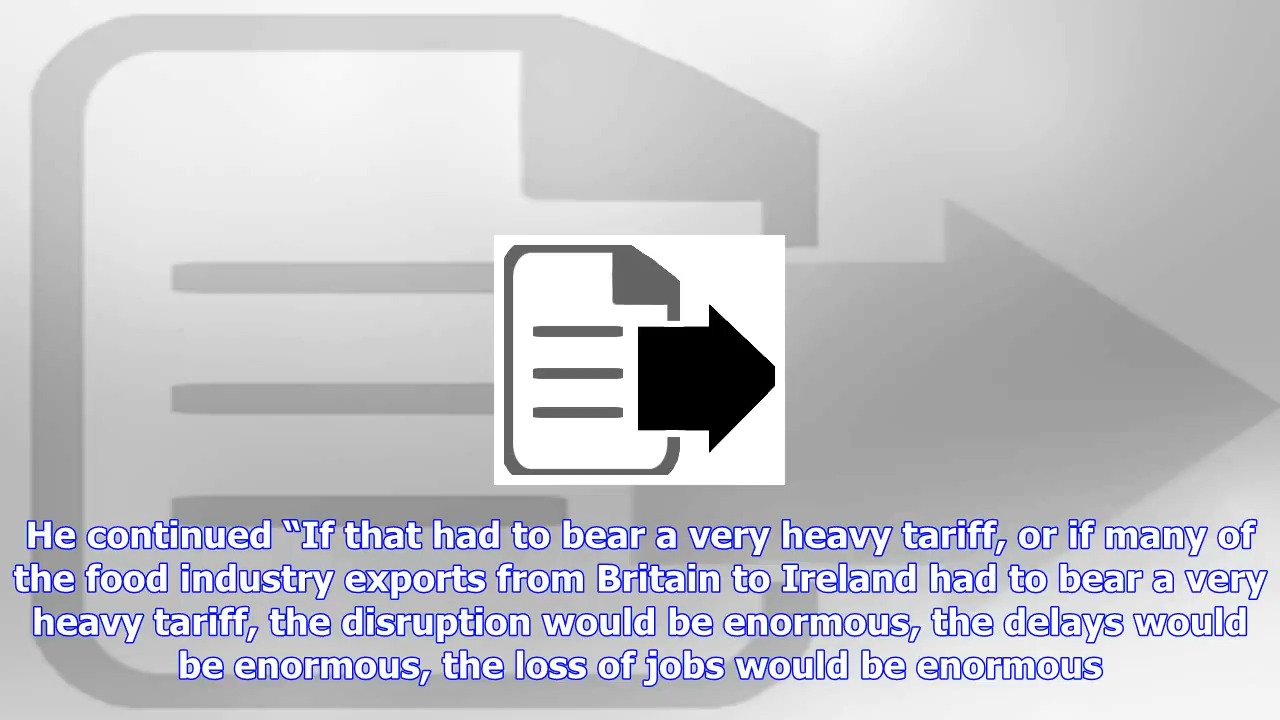 He continued “If that had to bear a very heavy tariff, or if many of
the food industry exports from Britain to Ireland had to bear a very
heavy tariff, the disruption would be enormous, the delays would
be enormous, the loss of jobs would be enormous